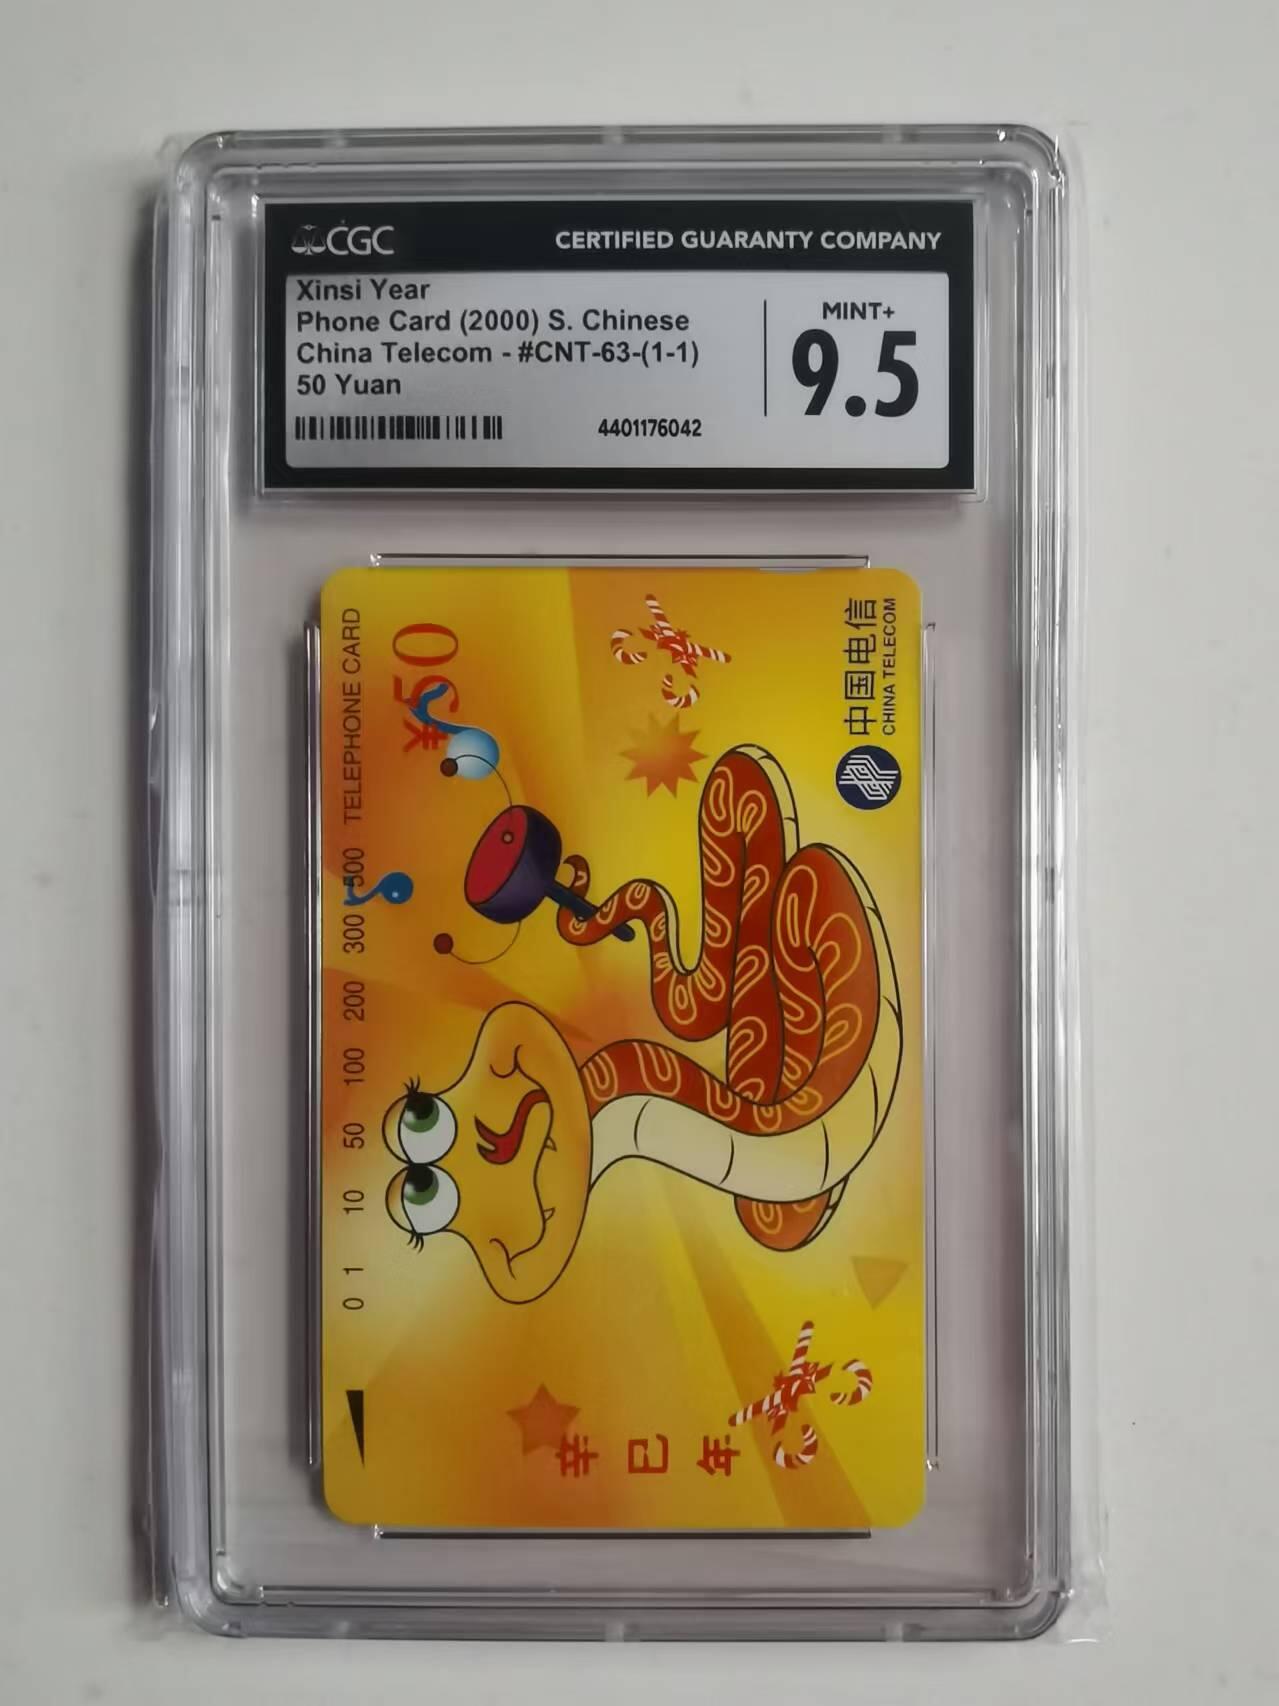 CGC
CERTIFIED GUARANTY COMPANY
Xinsi Year
Phone Card (2000) S. Chinese
China Telecom - #CNT-63-(1-1)
50 Yuan
4401176042
MINT+
9.5
中国电信
CHINA TELECOM
¥50
0 1 10 50 100 200 300 500 TELEPHONE CARD
辛巳年